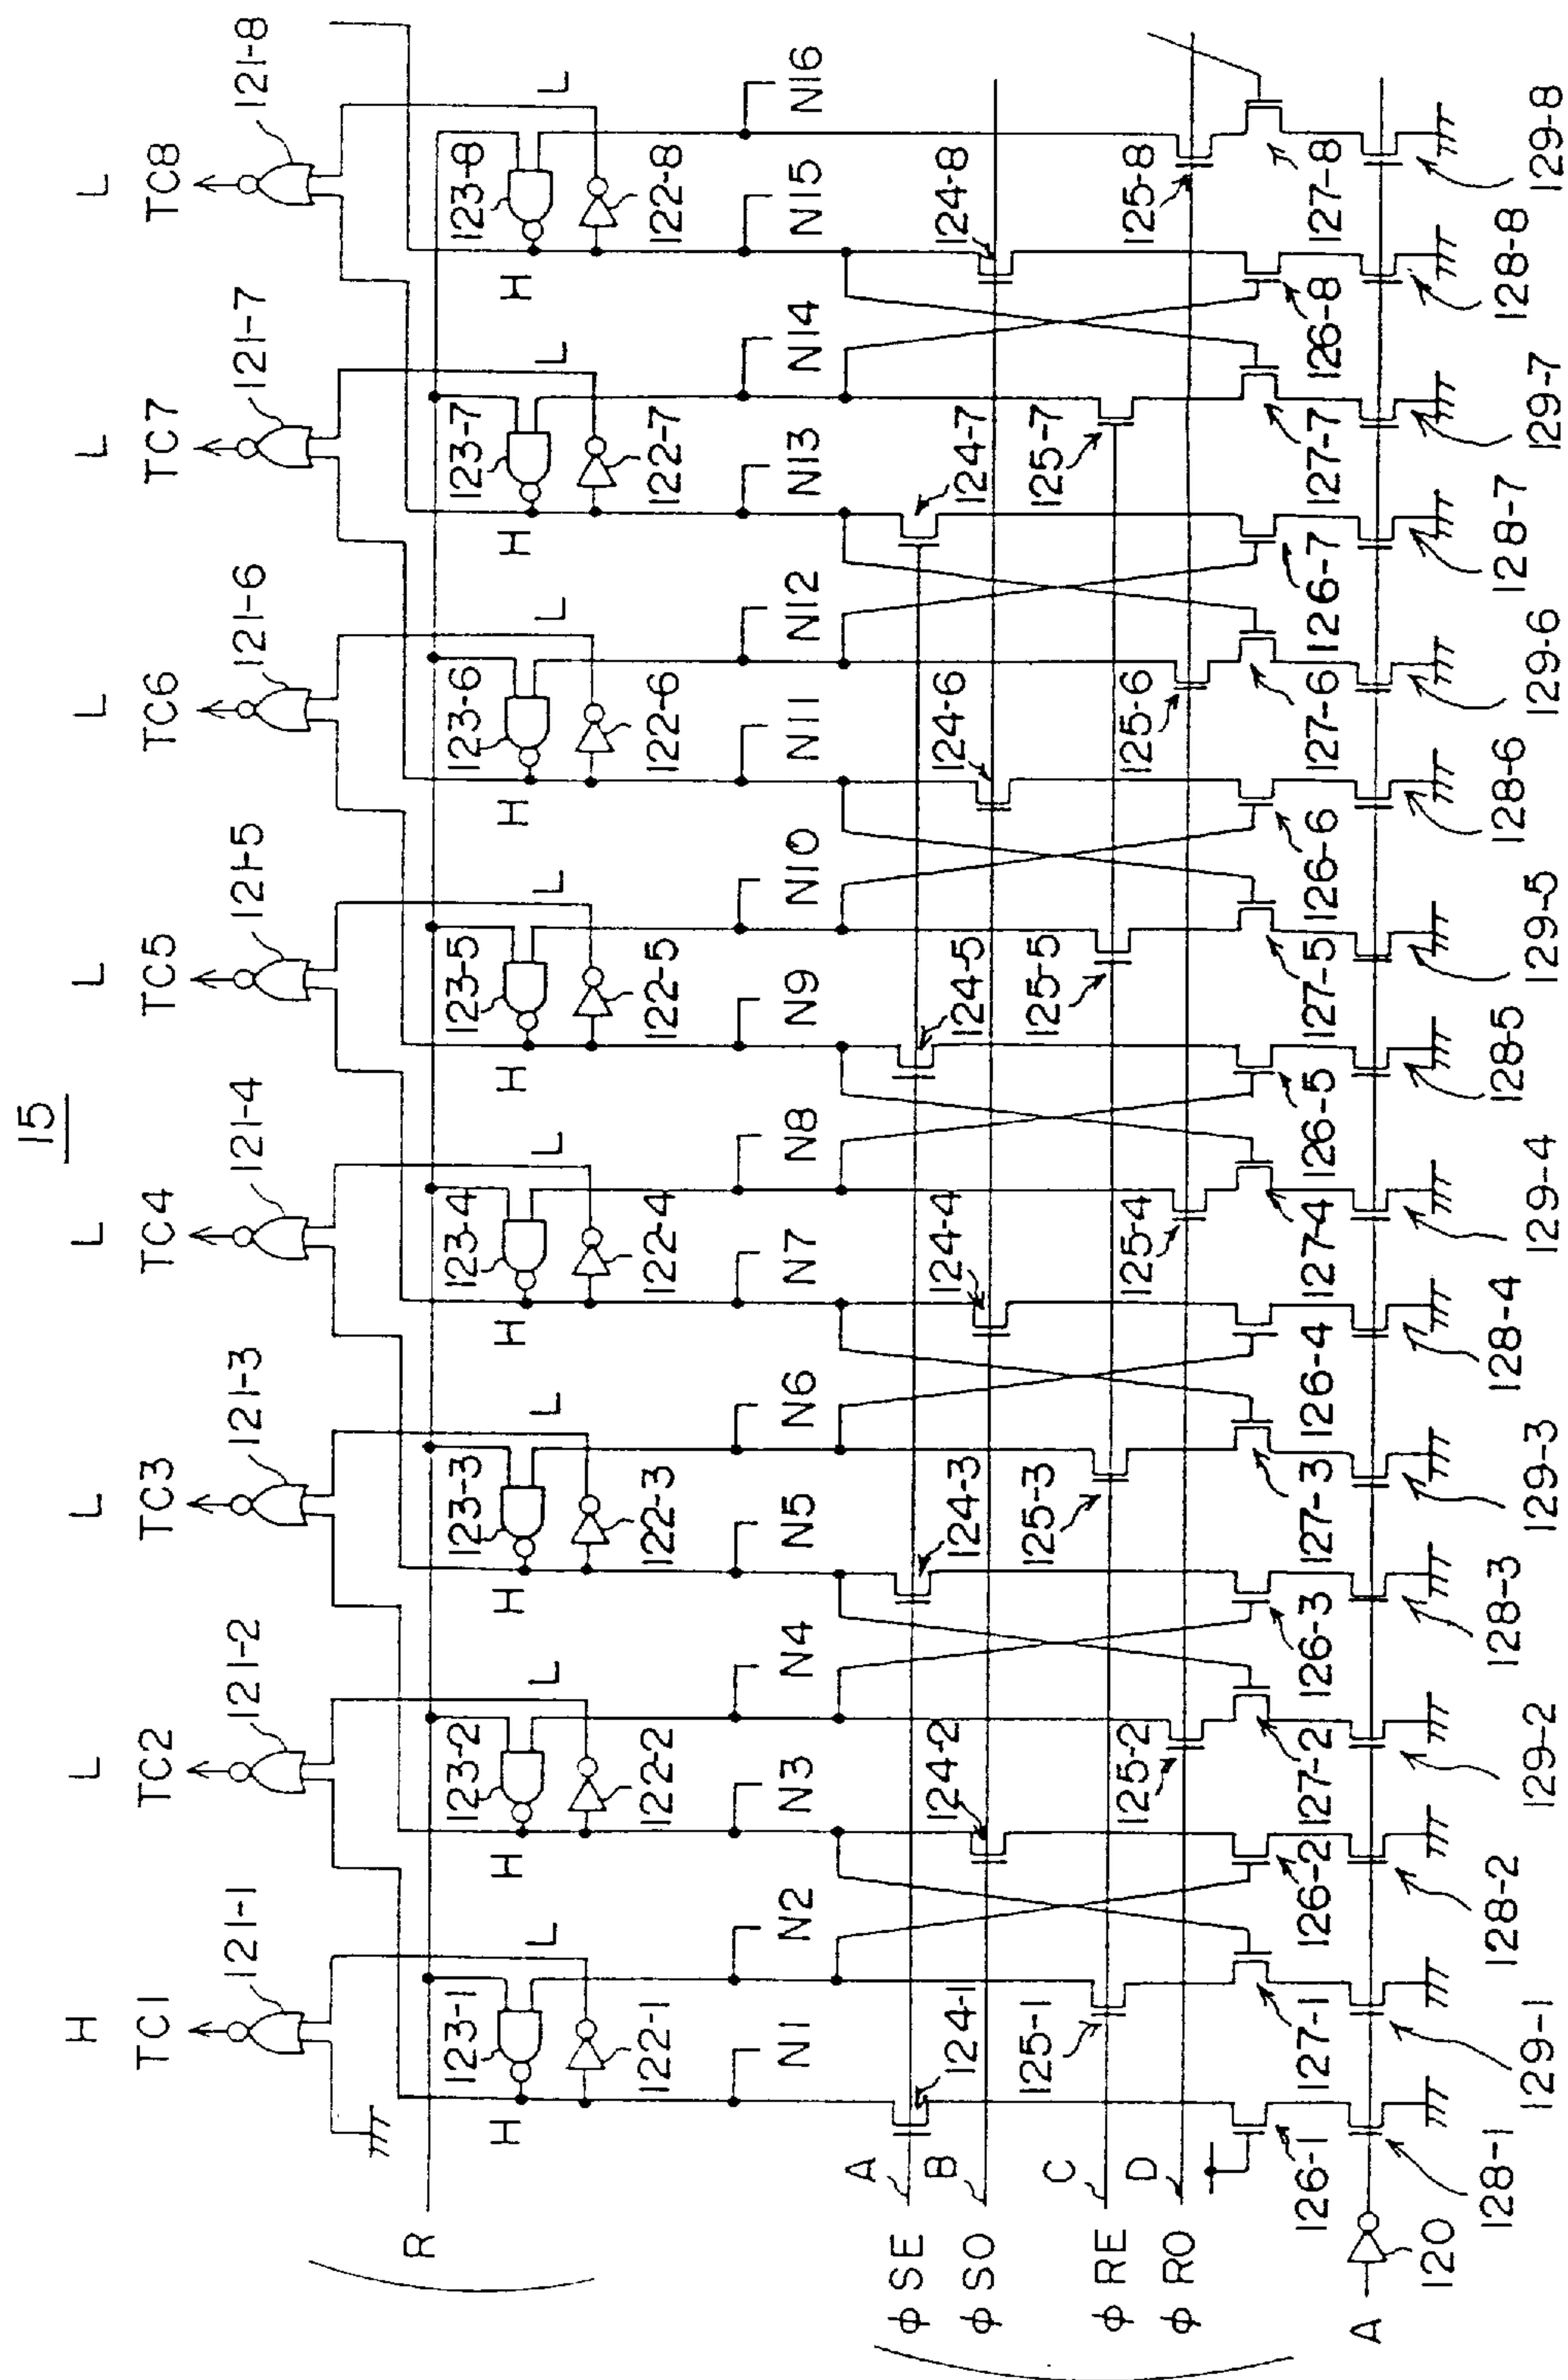 15
H L L L L L L L
TC1 TC2 TC3 TC4 TC5 TC6 TC7 TC8
121-1 121-2 121-3 121-4 121-5 121-6 121-7 121-8
R
L L L L L L L L
123-1 123-2 123-3 123-4 123-5 123-6 123-7 123-8
H H H H H H H H
122-1 122-2 122-3 122-4 122-5 122-6 122-7 122-8
N1 N2 N3 N4 N5 N6 N7 N8 N9 N10 N11 N12 N13 N14 N15 N16
φ SE A
124-1 124-2 124-3 124-4 124-5 124-6 124-7 124-8
φ SO B
φ RE C
125-1 125-2 125-3 125-4 125-5 125-6 125-7 125-8
φ RO D
126-1 127-1 126-2 127-2 126-3 127-3 126-4 127-4 126-5 127-5 126-6 127-6 126-7 127-7 126-8 127-8
A 120
128-1 129-1 128-2 129-2 128-3 129-3 128-4 129-4 128-5 129-5 128-6 129-6 128-7 129-7 128-8 129-8